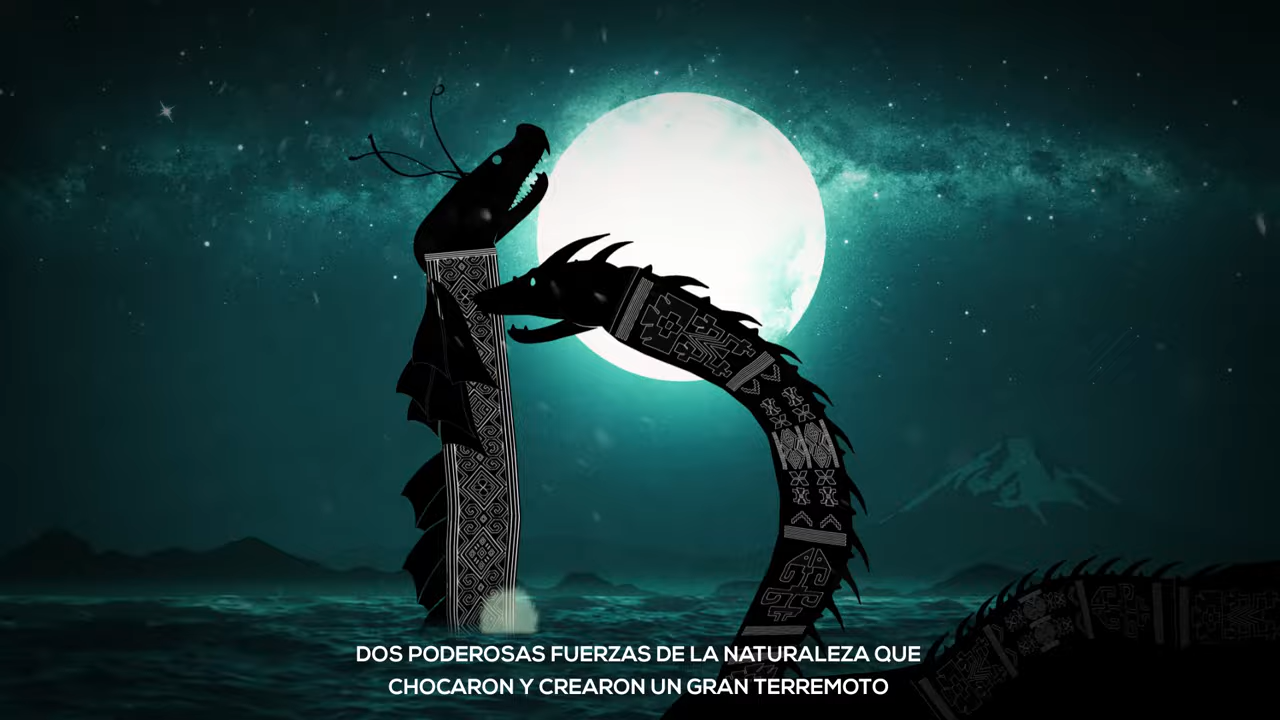 DOS PODEROSAS FUERZAS DE LA NATURALEZA QUE
CHOCARON Y CREARON UN GRAN TERREMOTO